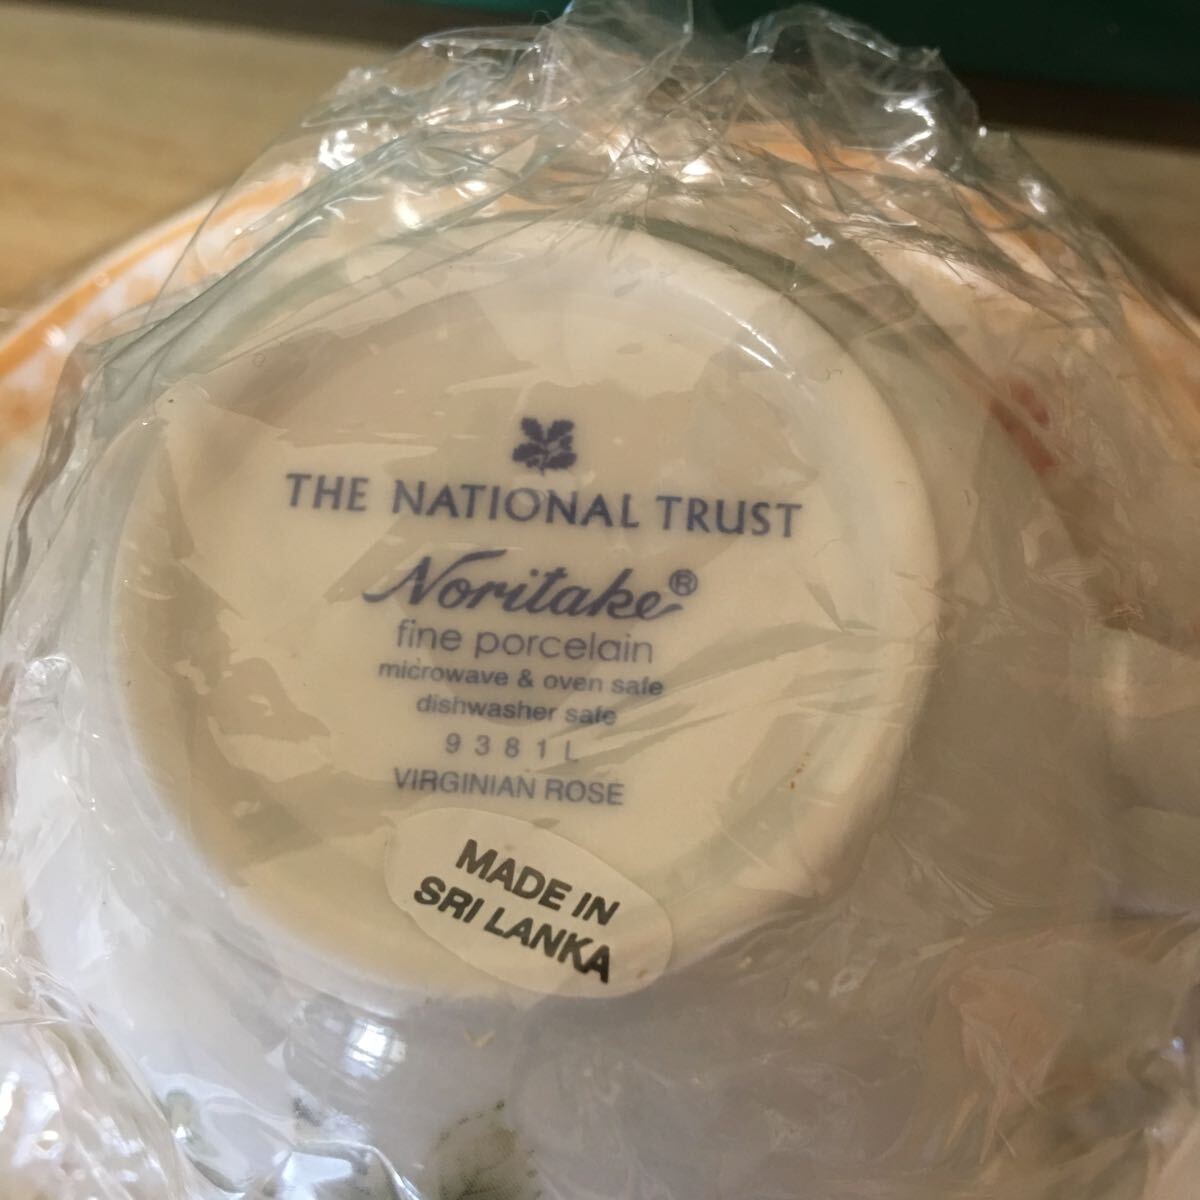 THE NATIONAL TRUST
Noritake®
fine porcelain
microwave & oven safe
dishwasher safe
9381L
VIRGINIAN ROSE
MADE IN
SRI LANKA